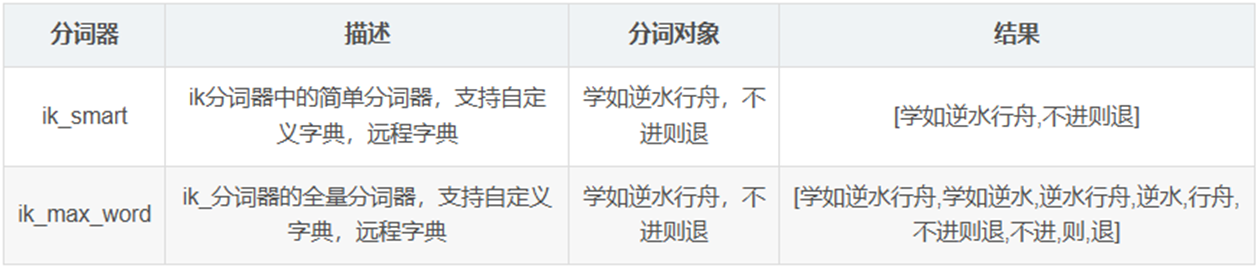 分词器 描述 分词对象 结果
ik_smart
ik分词器中的简单分词器，支持自定
义字典，远程字典
学如逆水行舟，不
进则退
[学如逆水行舟,不进则退]
ik_max_word
ik_分词器的全量分词器，支持自定义
字典，远程字典
学如逆水行舟，不
进则退
[学如逆水行舟,学如逆水,逆水行舟,逆水,行舟,
不进则退,不进,则,退]